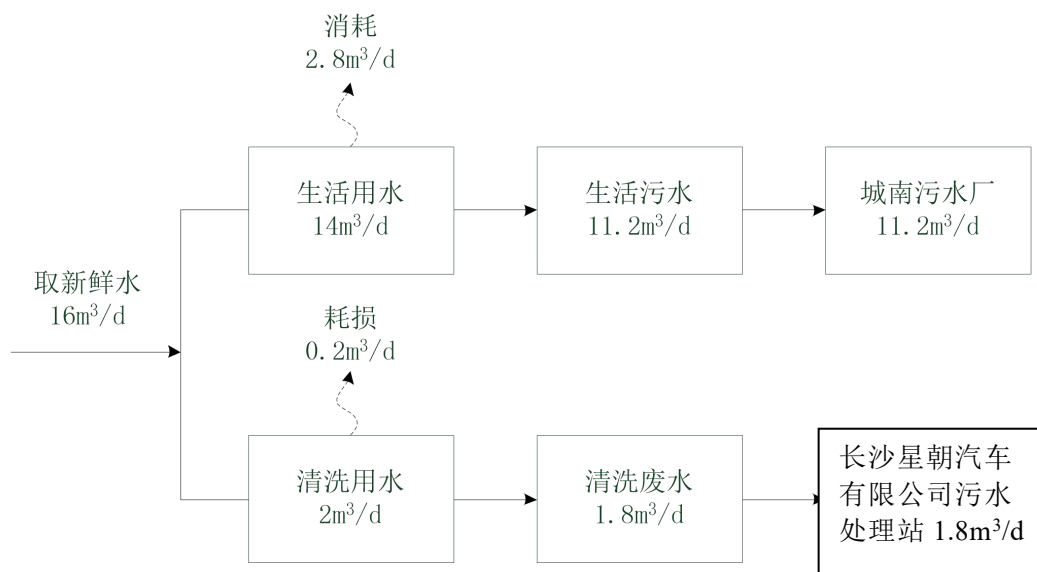 消耗
2.8m³/d
生活用水
14m³/d
生活污水
11.2m³/d
城南污水厂
11.2m³/d
取新鲜水
16m³/d
耗损
0.2m³/d
清洗用水
2m³/d
清洗废水
1.8m³/d
长沙星朝汽车
有限公司污水
处理站 1.8m³/d